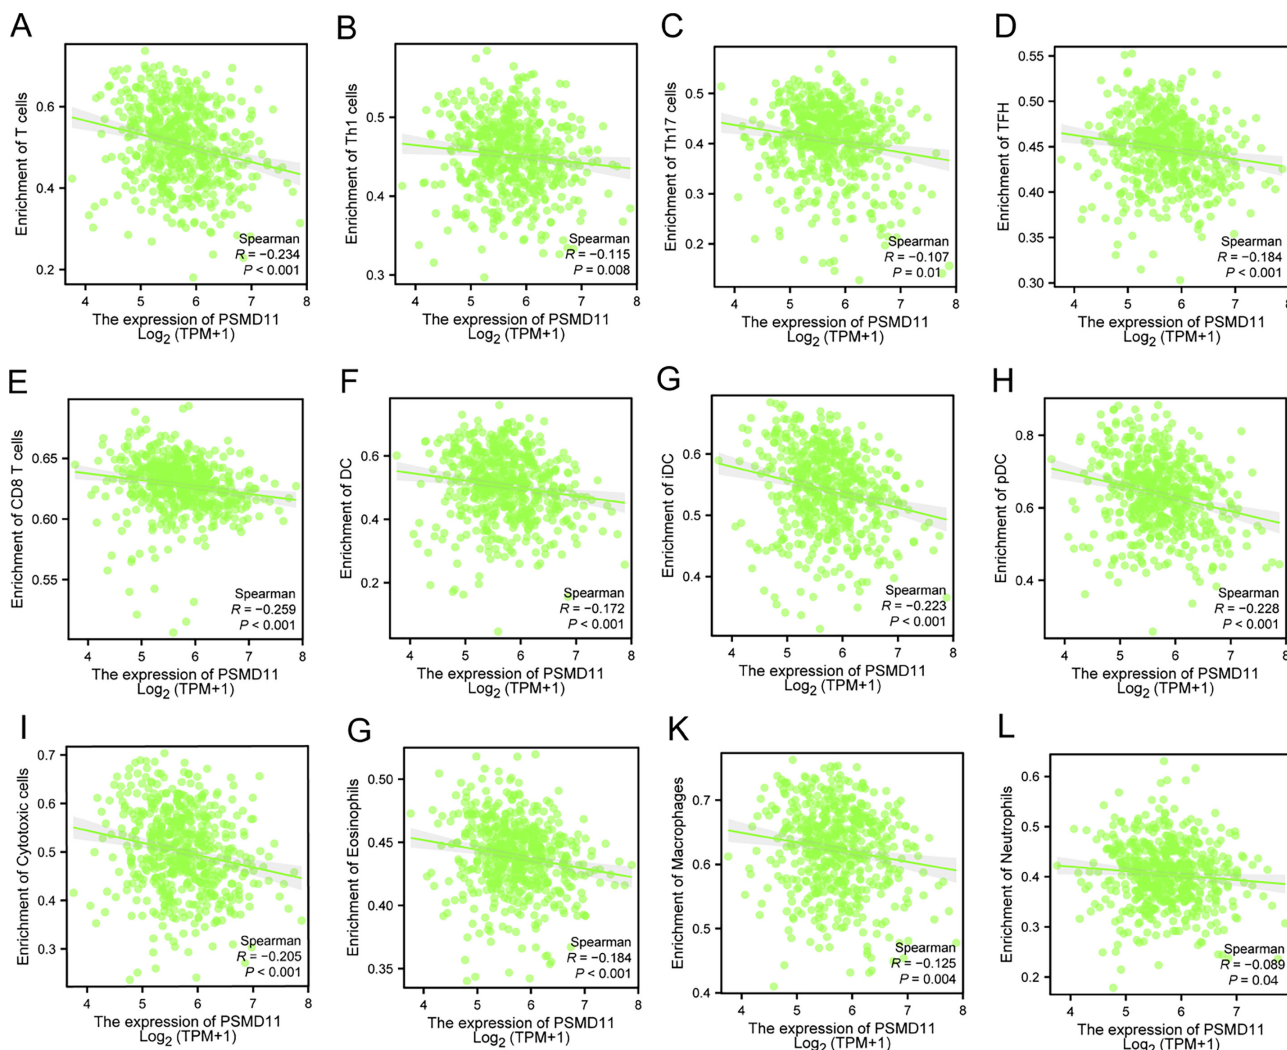 A
Enrichment of T cells
0.6
0.4
0.2
Spearman
R = −0.234
P < 0.001
4 5 6 7 8
The expression of PSMD11
Log2 (TPM+1)
B
Enrichment of Th1 cells
0.5
0.4
0.3
Spearman
R = −0.115
P = 0.008
4 5 6 7 8
The expression of PSMD11
Log2 (TPM+1)
C
Enrichment of Th17 cells
0.5
0.4
0.3
0.2
Spearman
R = −0.107
P = 0.01
4 5 6 7 8
The expression of PSMD11
Log2 (TPM+1)
D
Enrichment of TFH
0.55
0.50
0.45
0.40
0.35
0.30
Spearman
R = −0.184
P < 0.001
4 5 6 7 8
The expression of PSMD11
Log2 (TPM+1)
E
Enrichment of CD8 T cells
0.65
0.60
0.55
Spearman
R = −0.259
P < 0.001
4 5 6 7 8
The expression of PSMD11
Log2 (TPM+1)
F
Enrichment of DC
0.6
0.4
0.2
Spearman
R = −0.172
P < 0.001
4 5 6 7 8
The expression of PSMD11
Log2 (TPM+1)
G
Enrichment of iDC
0.6
0.5
0.4
Spearman
R = −0.223
P < 0.001
4 5 6 7 8
The expression of PSMD11
Log2 (TPM+1)
H
Enrichment of pDC
0.8
0.6
0.4
Spearman
R = −0.228
P < 0.001
4 5 6 7 8
The expression of PSMD11
Log2 (TPM+1)
I
Enrichment of Cytotoxic cells
0.7
0.6
0.5
0.4
0.3
Spearman
R = −0.205
P < 0.001
4 5 6 7 8
The expression of PSMD11
Log2 (TPM+1)
G
Enrichment of Eosinophils
0.50
0.45
0.40
0.35
Spearman
R = −0.184
P < 0.001
4 5 6 7 8
The expression of PSMD11
Log2 (TPM+1)
K
Enrichment of Macrophages
0.7
0.6
0.5
0.4
Spearman
R = −0.125
P = 0.004
4 5 6 7 8
The expression of PSMD11
Log2 (TPM+1)
L
Enrichment of Neutrophils
0.6
0.5
0.4
0.3
0.2
Spearman
R = −0.089
P = 0.04
4 5 6 7
The expression of PSMD11
Log2 (TPM+1)